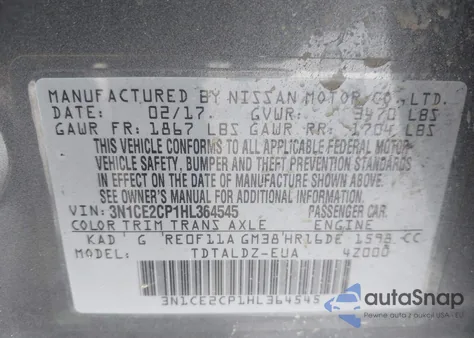 MANUFACTURED BY NISSAN MOTOR CO., LTD.
DATE: 02/17 GVWR: 3470 LBS
GAWR FR: 1867 LBS GAWR RR: 1704 LBS
THIS VEHICLE CONFORMS TO ALL APPLICABLE FEDERAL MOTOR
VEHICLE SAFETY, BUMPER AND THEFT PREVENTION STANDARDS
IN EFFECT ON THE DATE OF MANUFACTURE SHOWN ABOVE.
SEE OWNER'S MANUAL FOR ADDITIONAL INFORMATION.
VIN: 3N1CE2CP1HL364545 PASSENGER CAR
COLOR TRIM TRANS AXLE ENGINE
KAD G RE0F11A GM38 HR16DE 1598 CC
MODEL: TDTALDZ-EUA 4Z000
3N1CE2CP1HL364545
autoSnap